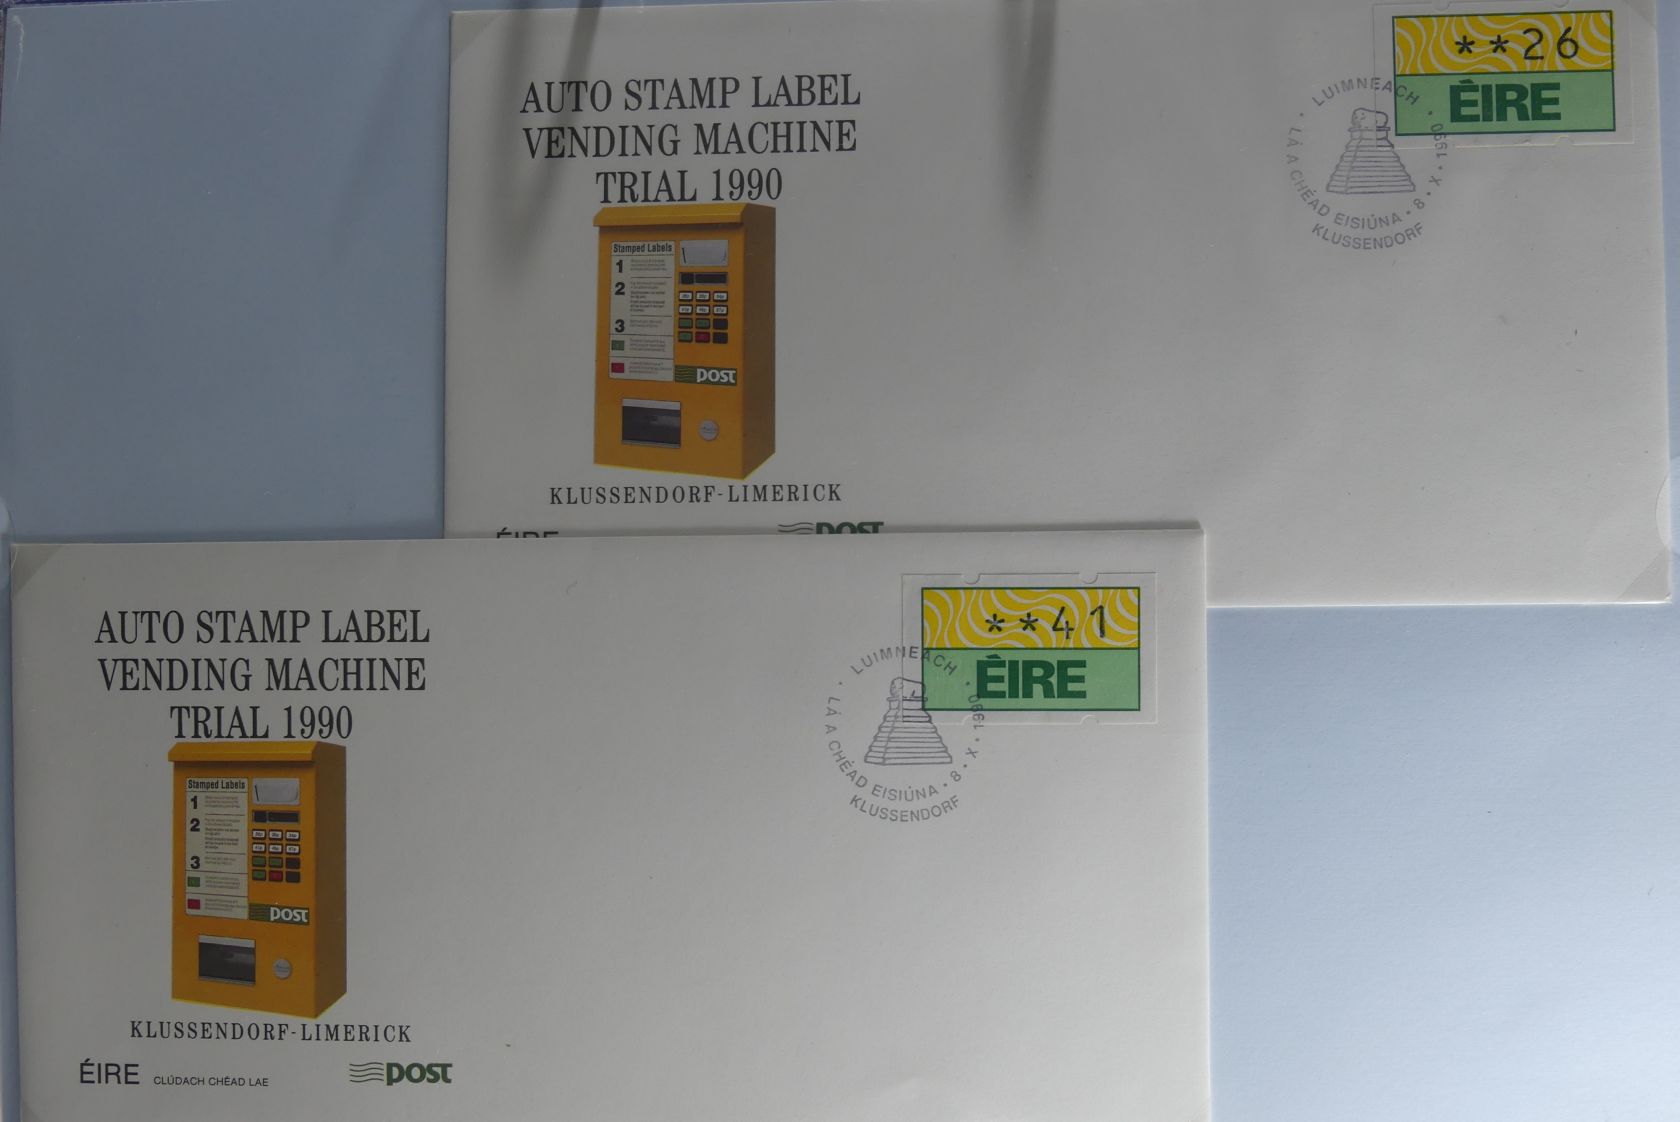 AUTO STAMP LABEL
VENDING MACHINE
TRIAL 1990
Stamped Labels
1
2
3
POST
KLUSSENDORF-LIMERICK
ÉIRE
POST
**26
ÉIRE
LUIMNEACH · LÁ A CHÉAD EISIÚNA · 8 · X · 1990
KLUSSENDORF
AUTO STAMP LABEL
VENDING MACHINE
TRIAL 1990
Stamped Labels
1
2
3
POST
KLUSSENDORF-LIMERICK
ÉIRE CLÚDACH CHÉAD LAE
POST
**41
ÉIRE
LUIMNEACH · LÁ A CHÉAD EISIÚNA · 8 · X · 1990
KLUSSENDORF